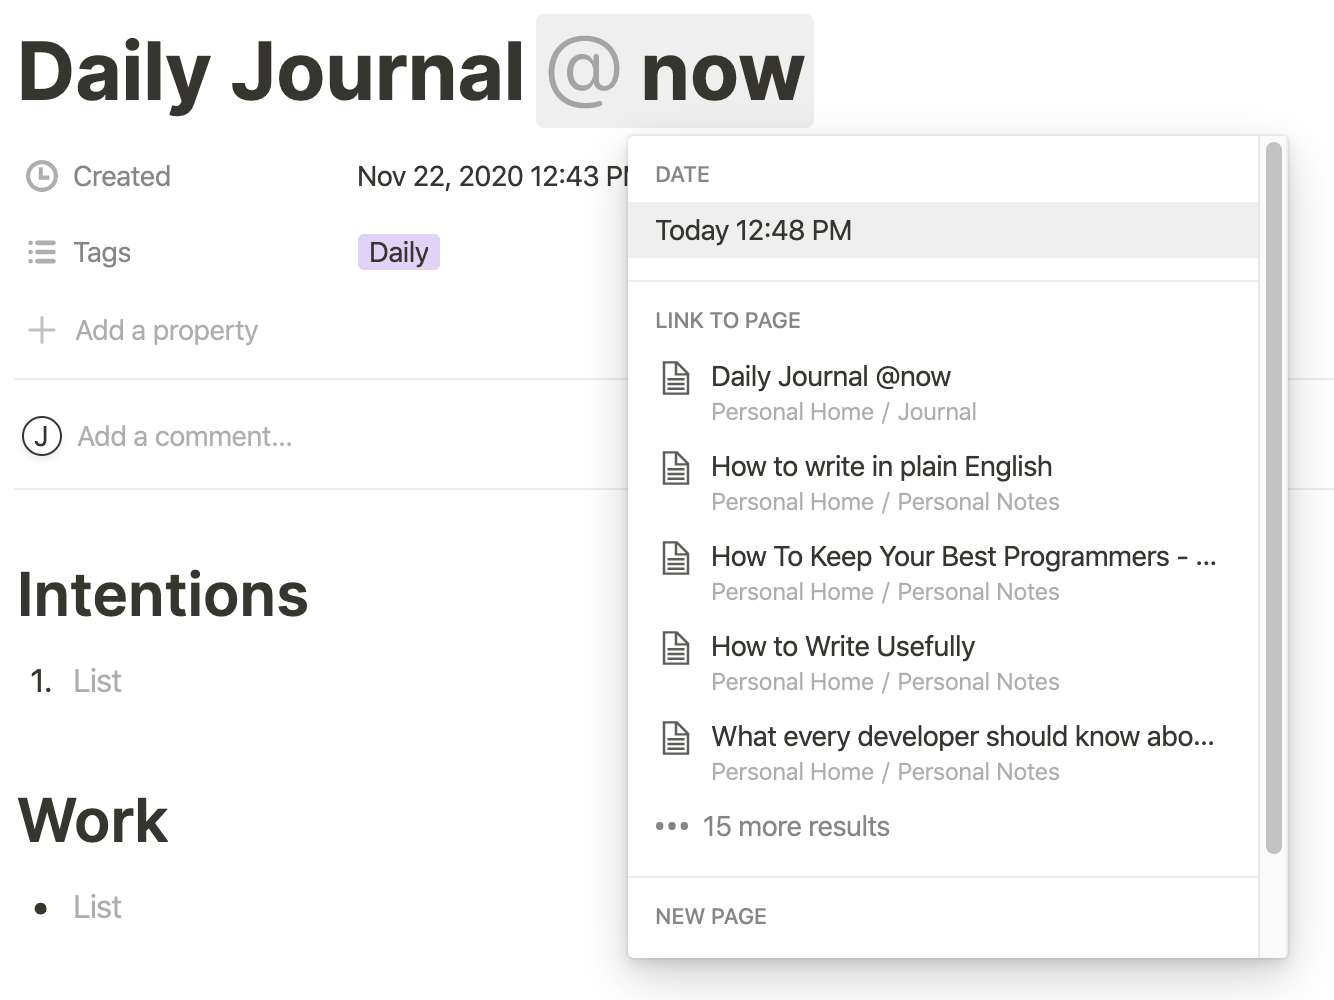 Daily Journal @now
Created Nov 22, 2020 12:43 PM
Tags Daily
Add a property
J Add a comment...
Intentions
1. List
Work
• List
DATE
Today 12:48 PM
LINK TO PAGE
Daily Journal @now
Personal Home / Journal
How to write in plain English
Personal Home / Personal Notes
How To Keep Your Best Programmers - ...
Personal Home / Personal Notes
How to Write Usefully
Personal Home / Personal Notes
What every developer should know abo...
Personal Home / Personal Notes
••• 15 more results
NEW PAGE